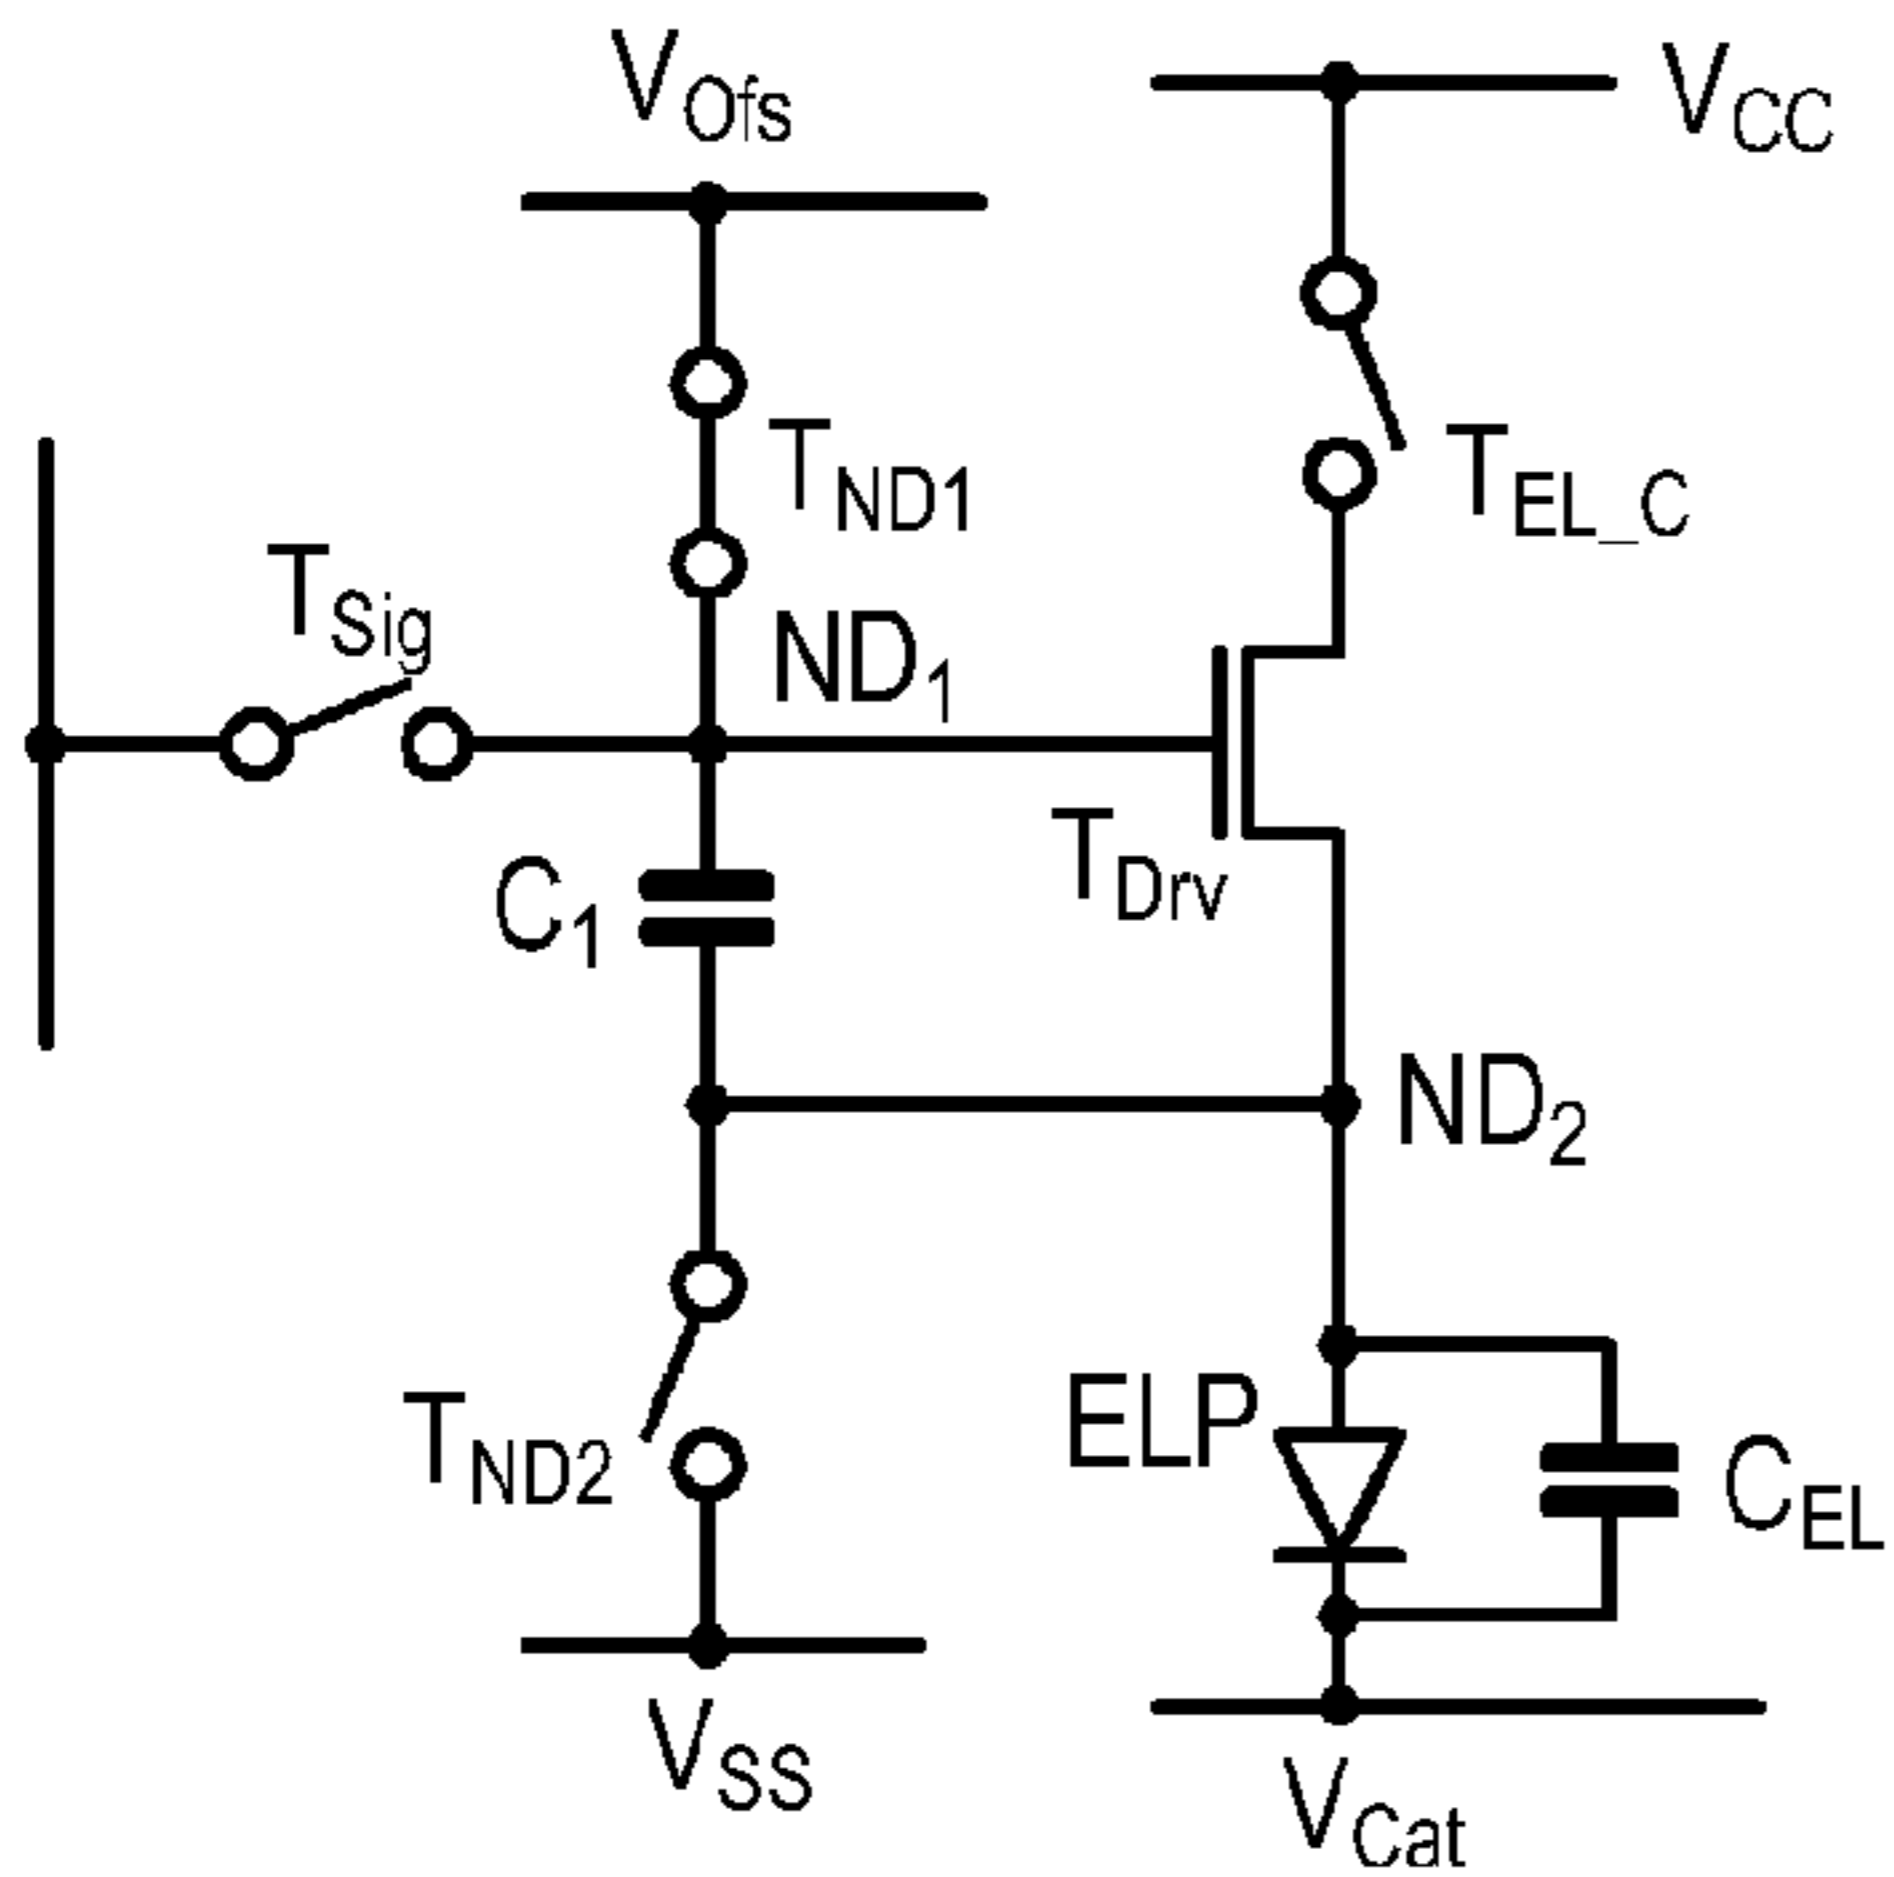 V_Ofs
V_CC
T_ND1
T_EL_C
T_Sig
ND_1
T_Drv
C_1
ND_2
ELP
T_ND2
C_EL
V_SS
V_Cat